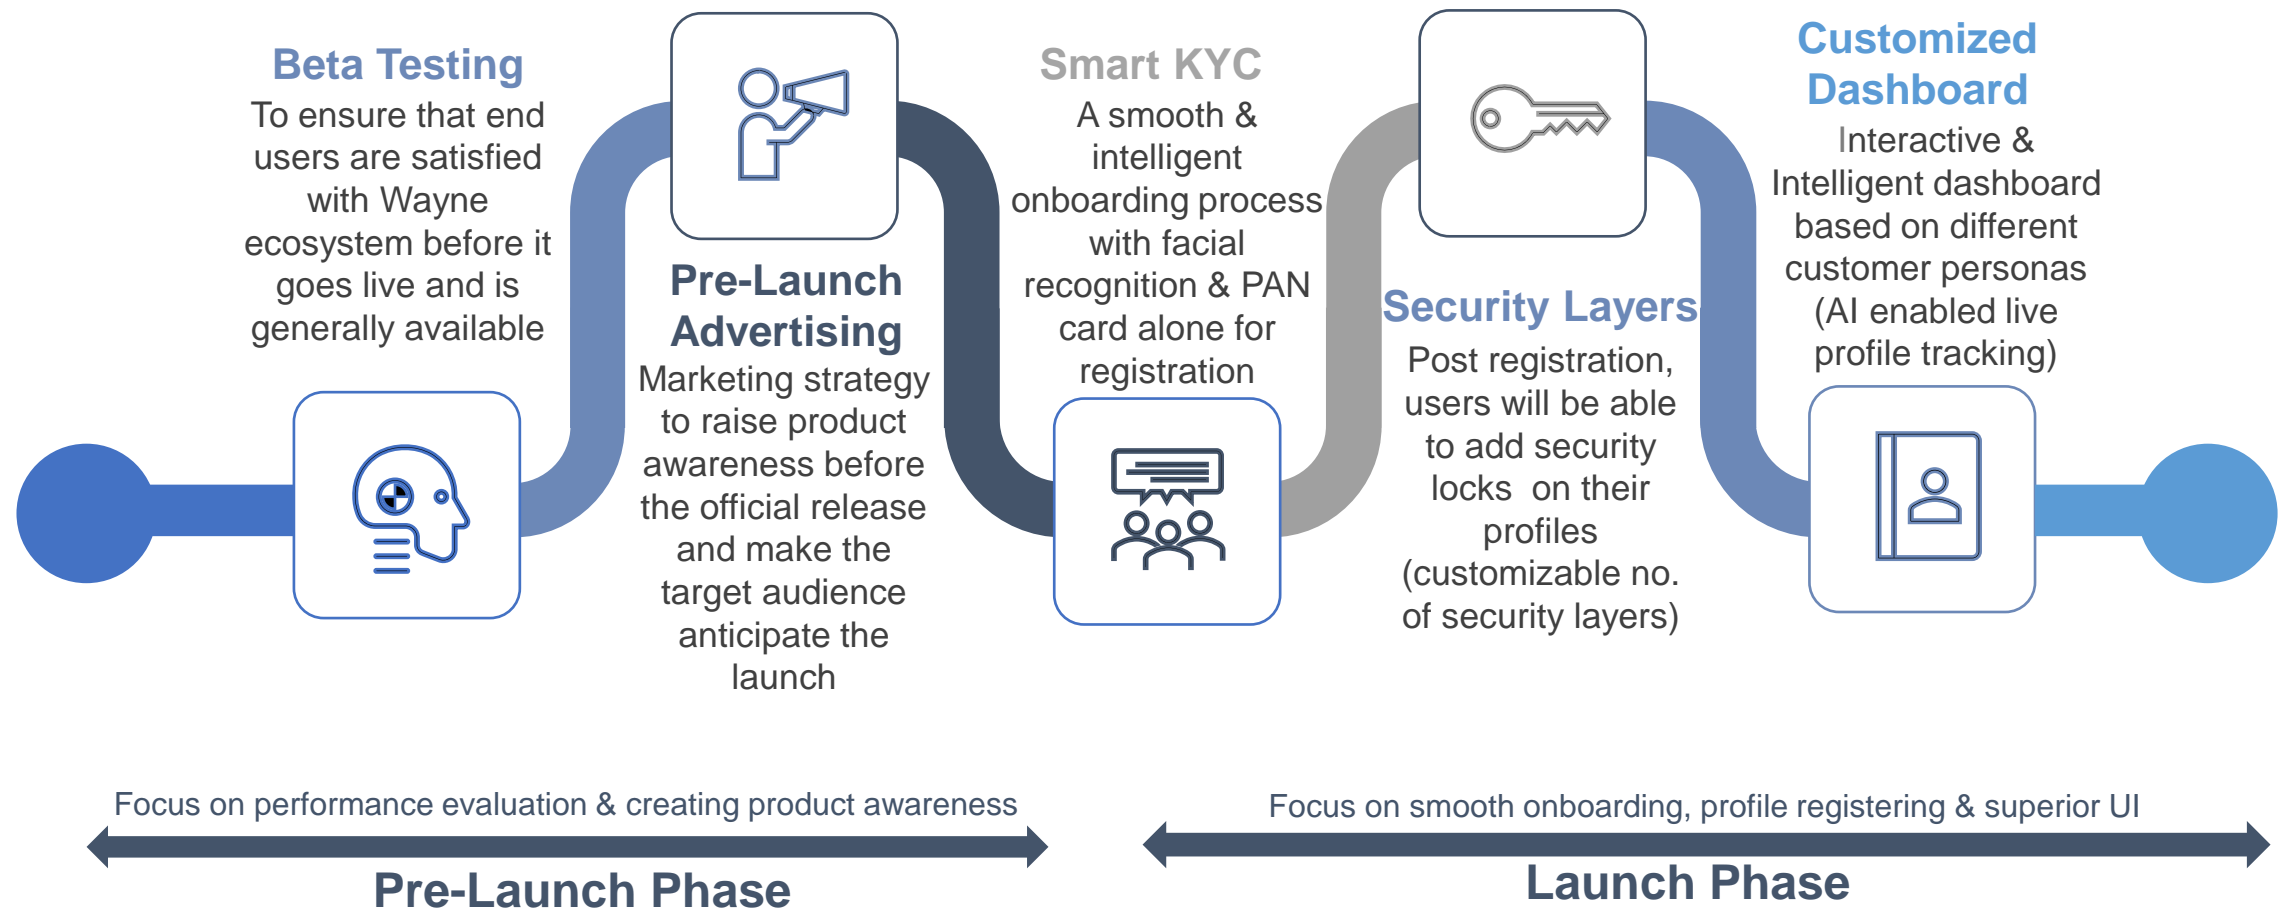 Beta Testing
To ensure that end
users are satisfied
with Wayne
ecosystem before it
goes live and is
generally available
Pre-Launch
Advertising
Marketing strategy
to raise product
awareness before
the official release
and make the
target audience
anticipate the
launch
Smart KYC
A smooth &
intelligent
onboarding process
with facial
recognition & PAN
card alone for
registration
Security Layers
Post registration,
users will be able
to add security
locks  on their
profiles
(customizable no.
of security layers)
Customized
Dashboard
Interactive &
Intelligent dashboard
based on different
customer personas
(AI enabled live
profile tracking)
Focus on performance evaluation & creating product awareness
Pre-Launch Phase
Focus on smooth onboarding, profile registering & superior UI
Launch Phase